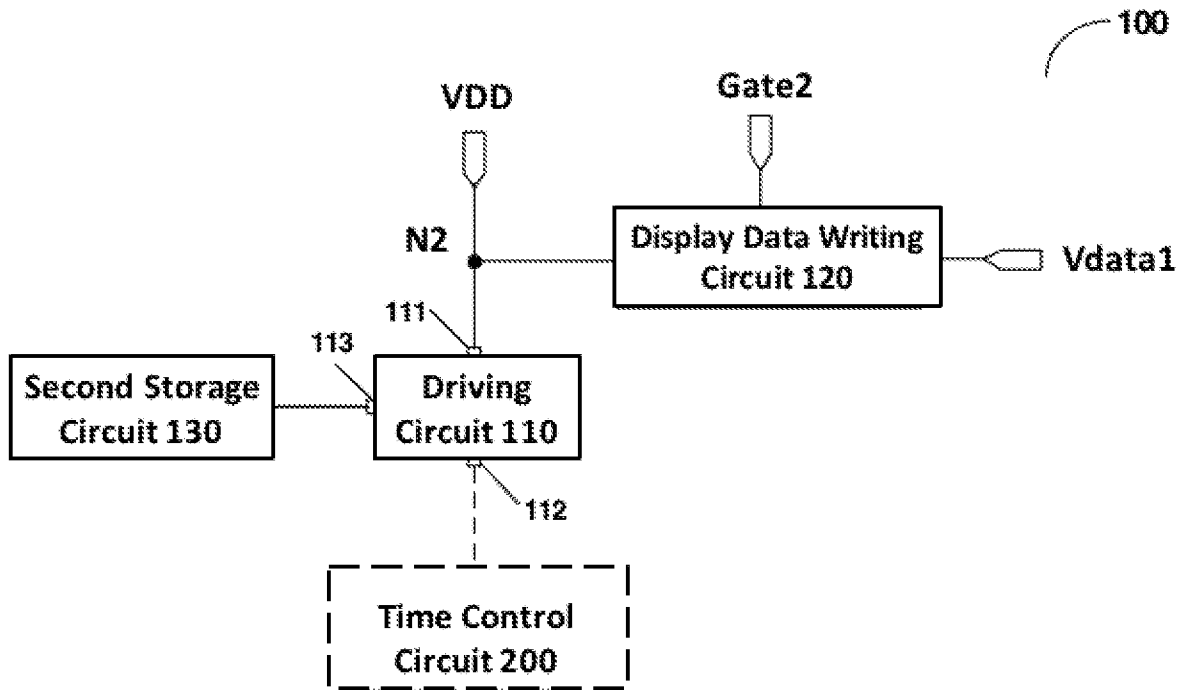 100
VDD
Gate2
N2
Display Data Writing
Circuit 120
Vdata1
111
113
Second Storage
Circuit 130
Driving
Circuit 110
112
Time Control
Circuit 200